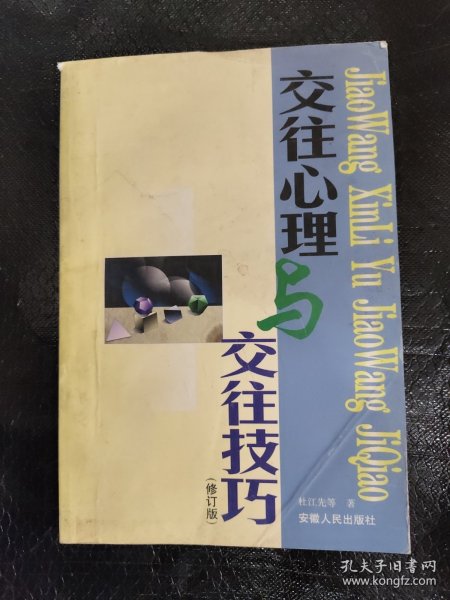 JiaoWang XinLi Yu JiaoWang JiQiao
交往心理
与
交往技巧
(修订版)
杜江先等 著
安徽人民出版社
孔夫子旧书网
www.kongfz.com